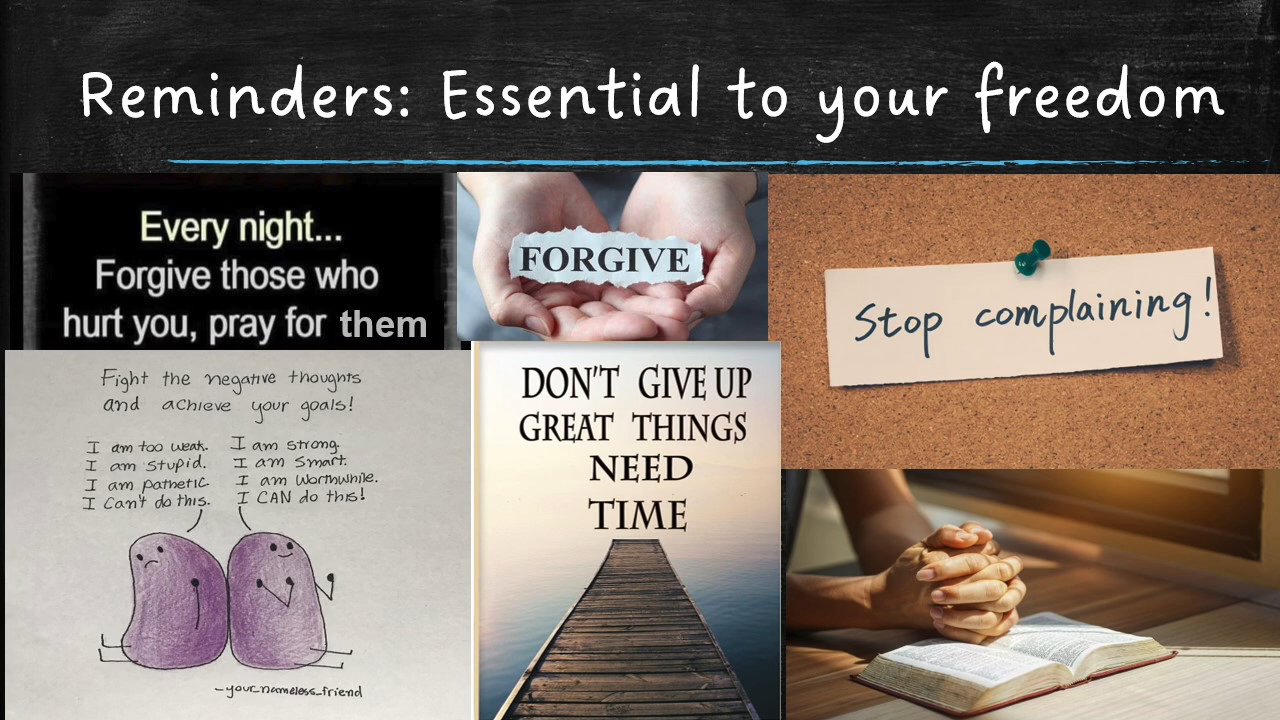 Reminders: Essential to your freedom
Every night...
Forgive those who
hurt you, pray for them
FORGIVE
Stop complaining!
Fight the negative thoughts
and achieve your goals!
I am too weak.
I am stupid.
I am pathetic.
I can't do this.
I am strong.
I am smart.
I am worthwhile.
I CAN do this!
-your_nameless_friend
DON'T GIVE UP
GREAT THINGS
NEED
TIME